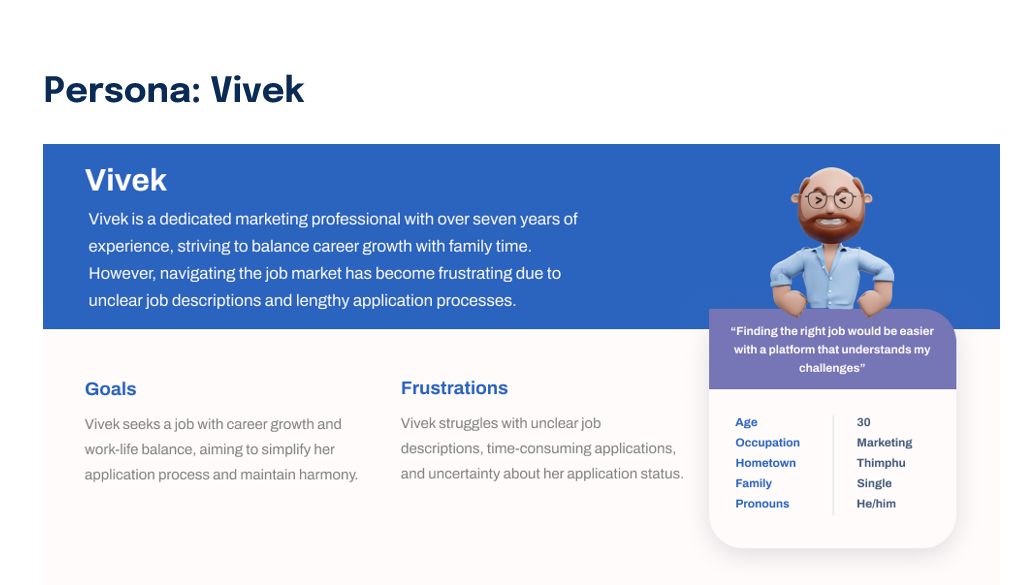 Persona: Vivek
Vivek
Vivek is a dedicated marketing professional with over seven years of
experience, striving to balance career growth with family time.
However, navigating the job market has become frustrating due to
unclear job descriptions and lengthy application processes.
“Finding the right job would be easier
with a platform that understands my
challenges”
Goals
Vivek seeks a job with career growth and
work-life balance, aiming to simplify her
application process and maintain harmony.
Frustrations
Vivek struggles with unclear job
descriptions, time-consuming applications,
and uncertainty about her application status.
Age 30
Occupation Marketing
Hometown Thimphu
Family Single
Pronouns He/him